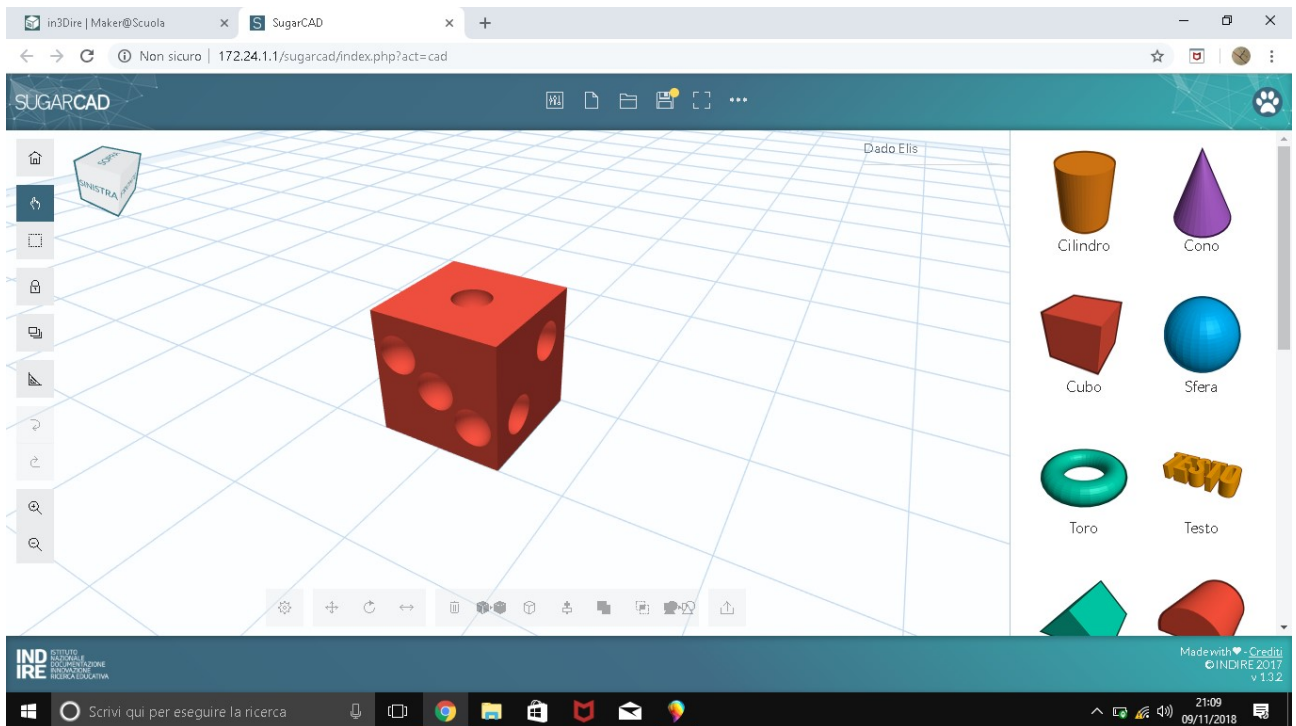 in3Dire | Maker@Scuola
SugarCAD
Non sicuro | 172.24.1.1/sugarcad/index.php?act=cad
SUGARCAD
SOPRA
SINISTRA
Dado Elis
Cilindro
Cono
Cubo
Sfera
TESTO
Toro
Testo
INDIRE
ISTITUTO
NAZIONALE
DOCUMENTAZIONE
INNOVAZIONE
RICERCA EDUCATIVA
Made with ♥ - Crediti
© INDIRE 2017
v 1.3.2
Scrivi qui per eseguire la ricerca
21:09
09/11/2018